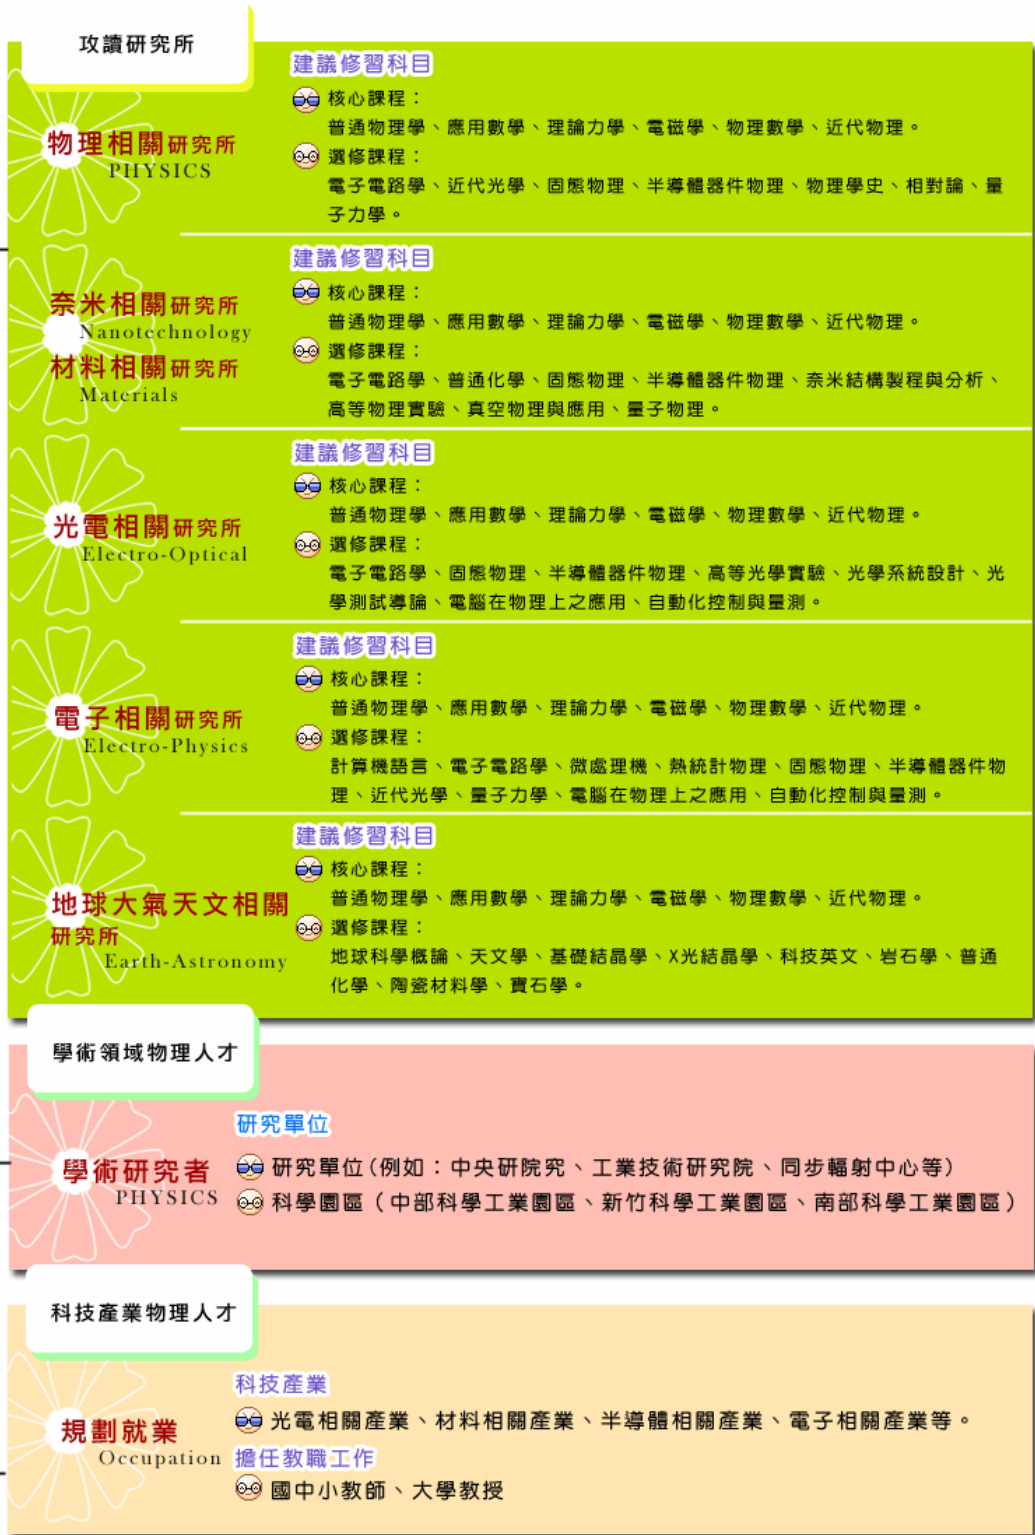 攻讀研究所
建議修習科目
核心課程：
普通物理學、應用數學、理論力學、電磁學、物理數學、近代物理。
物理相關研究所
PHYSICS
選修課程：
電子電路學、近代光學、固態物理、半導體器件物理、物理學史、相對論、量
子力學。
建議修習科目
核心課程：
普通物理學、應用數學、理論力學、電磁學、物理數學、近代物理。
奈米相關研究所
Nanotechnology
材料相關研究所
Materials
選修課程：
電子電路學、普通化學、固態物理、半導體器件物理、奈米結構製程與分析、
高等物理實驗、真空物理與應用、量子物理。
建議修習科目
核心課程：
普通物理學、應用數學、理論力學、電磁學、物理數學、近代物理。
光電相關研究所
Electro-Optical
選修課程：
電子電路學、固態物理、半導體器件物理、高等光學實驗、光學系統設計、光
學測試導論、電腦在物理上之應用、自動化控制與量測。
建議修習科目
核心課程：
普通物理學、應用數學、理論力學、電磁學、物理數學、近代物理。
電子相關研究所
Electro-Physics
選修課程：
計算機語言、電子電路學、微處理機、熱統計物理、固態物理、半導體器件物
理、近代光學、量子力學、電腦在物理上之應用、自動化控制與量測。
建議修習科目
核心課程：
普通物理學、應用數學、理論力學、電磁學、物理數學、近代物理。
地球大氣天文相關
研究所
Earth-Astronomy
選修課程：
地球科學概論、天文學、基礎結晶學、X光結晶學、科技英文、岩石學、普通
化學、陶瓷材料學、寶石學。
學術領域物理人才
研究單位
學術研究者
PHYSICS
研究單位(例如：中央研院究、工業技術研究院、同步輻射中心等)
科學園區（中部科學工業園區、新竹科學工業園區、南部科學工業園區）
科技產業物理人才
科技產業
光電相關產業、材料相關產業、半導體相關產業、電子相關產業等。
規劃就業
Occupation
擔任教職工作
國中小教師、大學教授